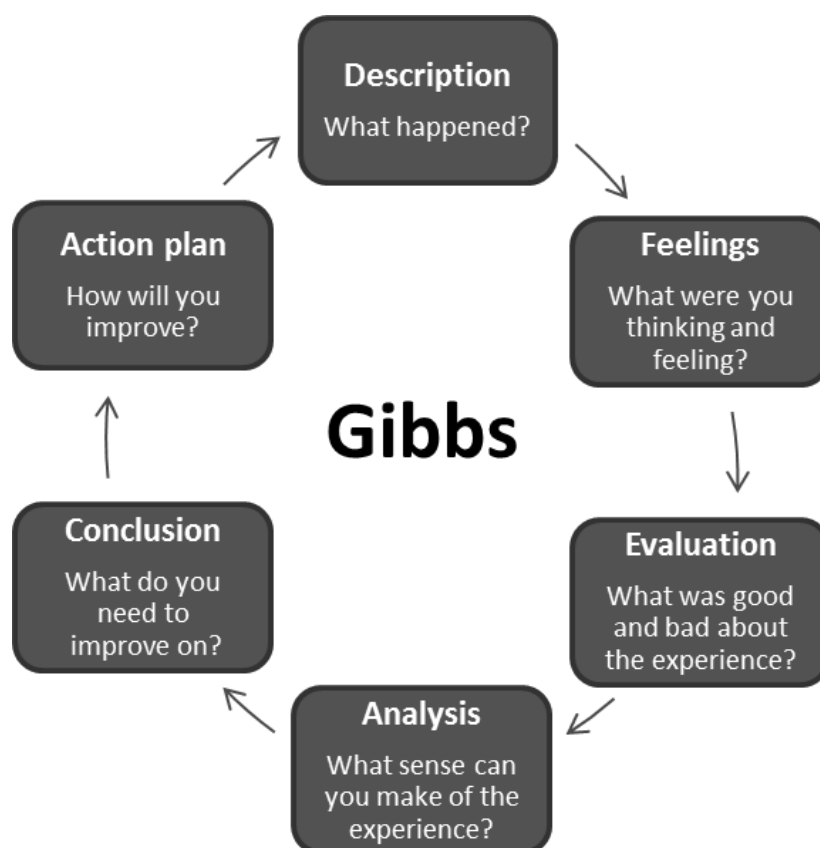 Description
What happened?
Feelings
What were you
thinking and
feeling?
Evaluation
What was good
and bad about
the experience?
Analysis
What sense can
you make of the
experience?
Conclusion
What do you
need to
improve on?
Action plan
How will you
improve?
Gibbs